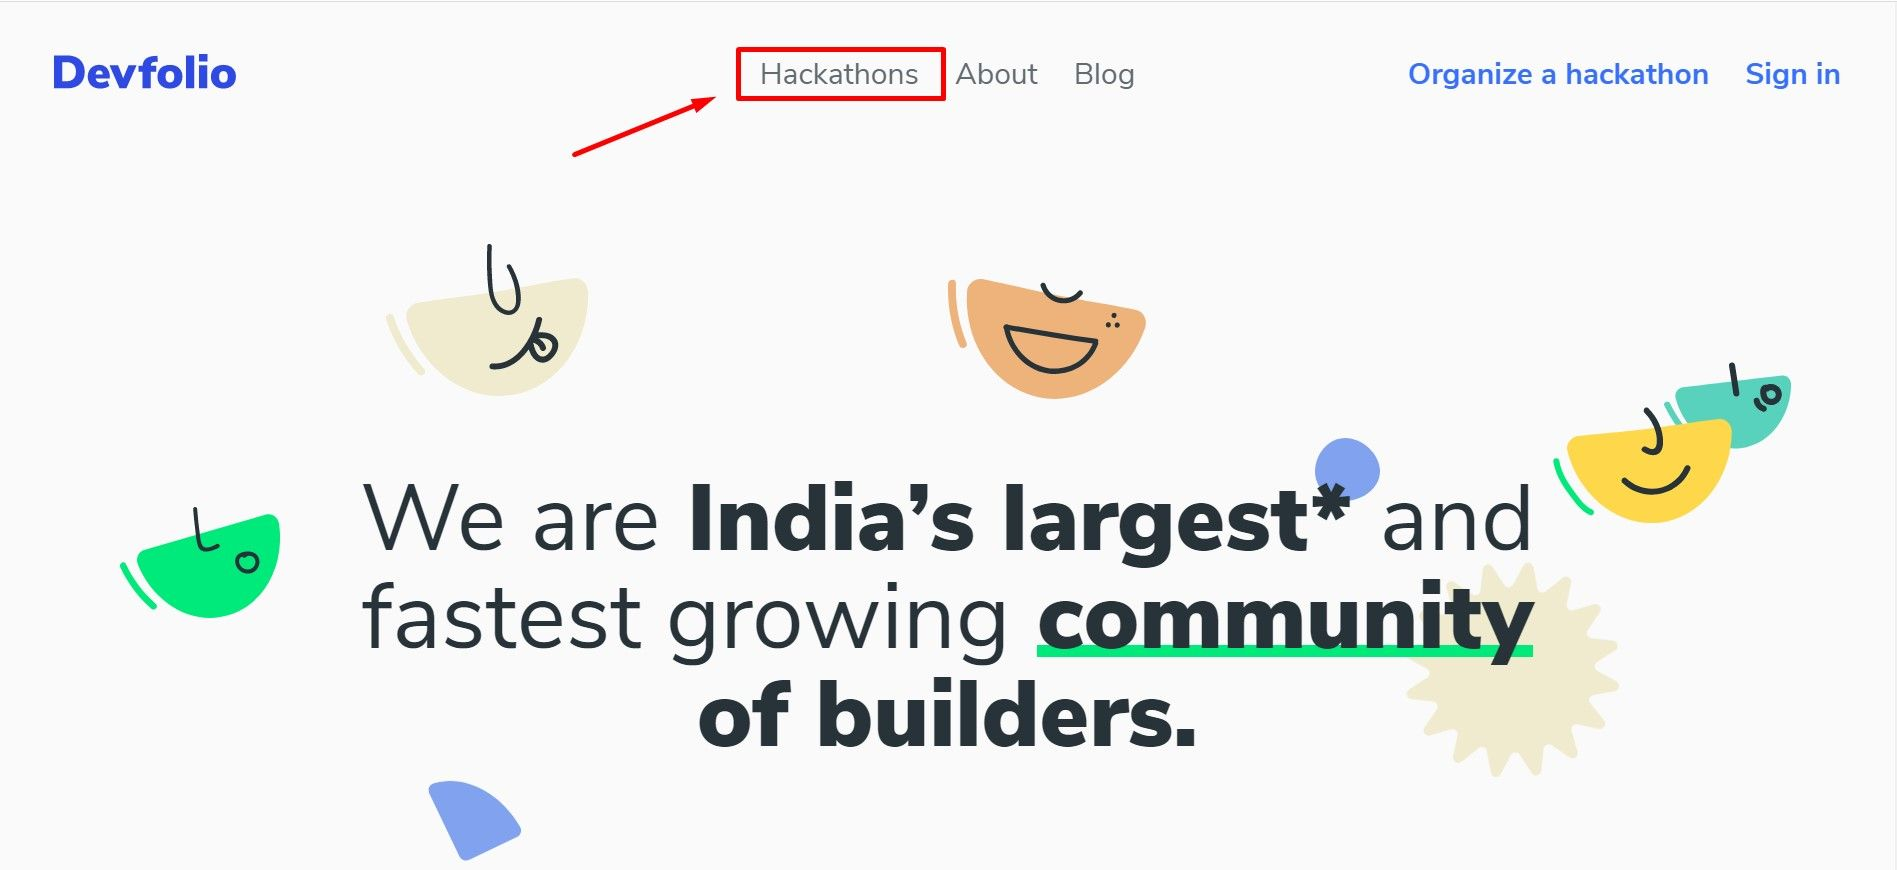 Devfolio
Hackathons About Blog
Organize a hackathon Sign in
We are India’s largest* and
fastest growing community
of builders.